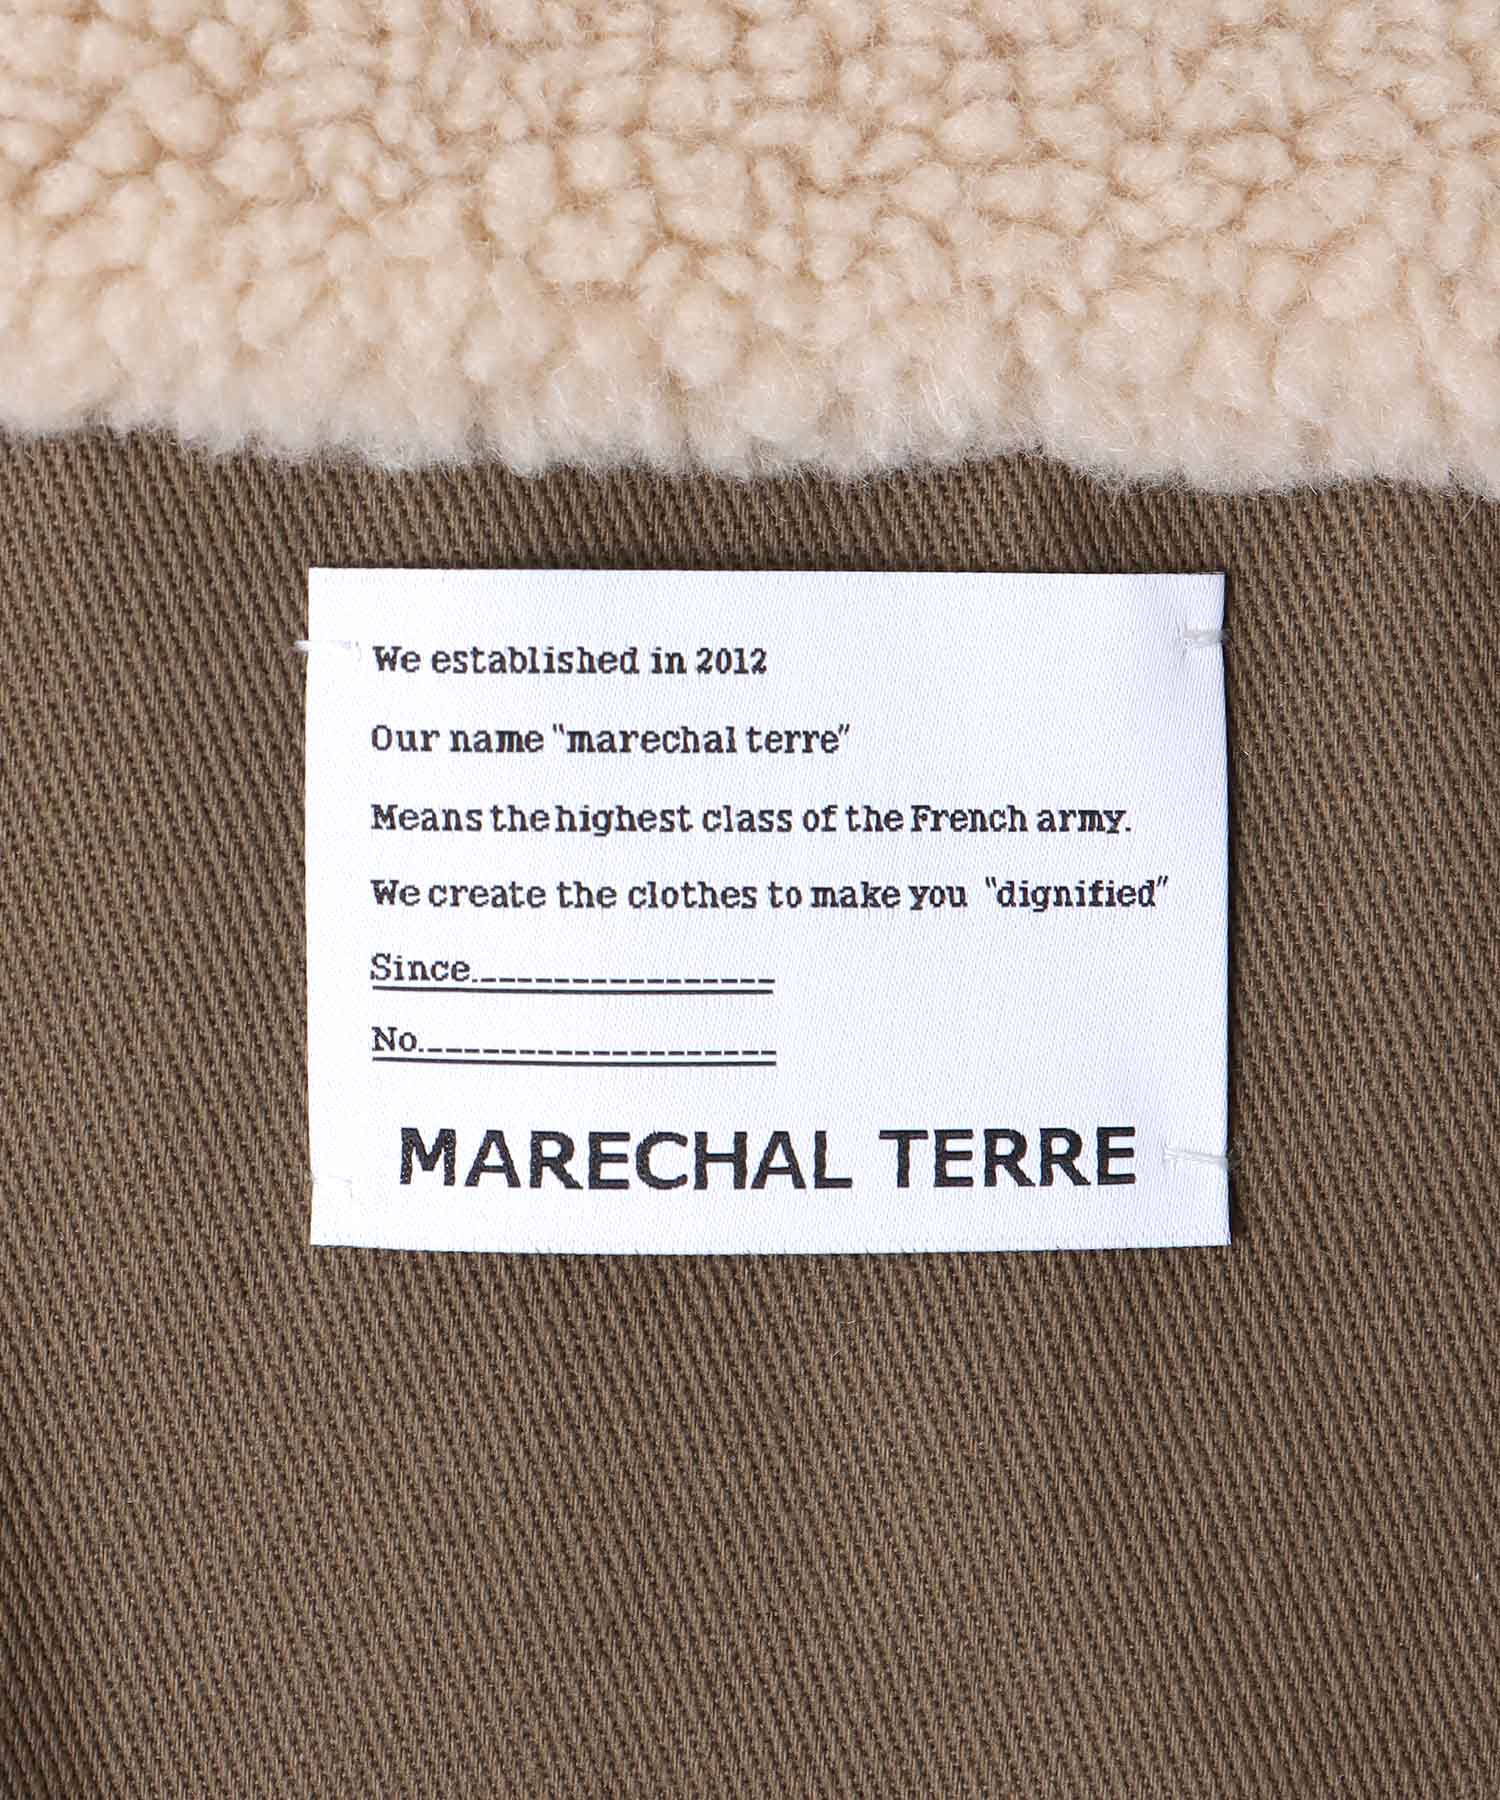 We established in 2012
Our name "marechal terre"
Means the highest class of the French army.
We create the clothes to make you "dignified"
Since
No.
MARECHAL TERRE